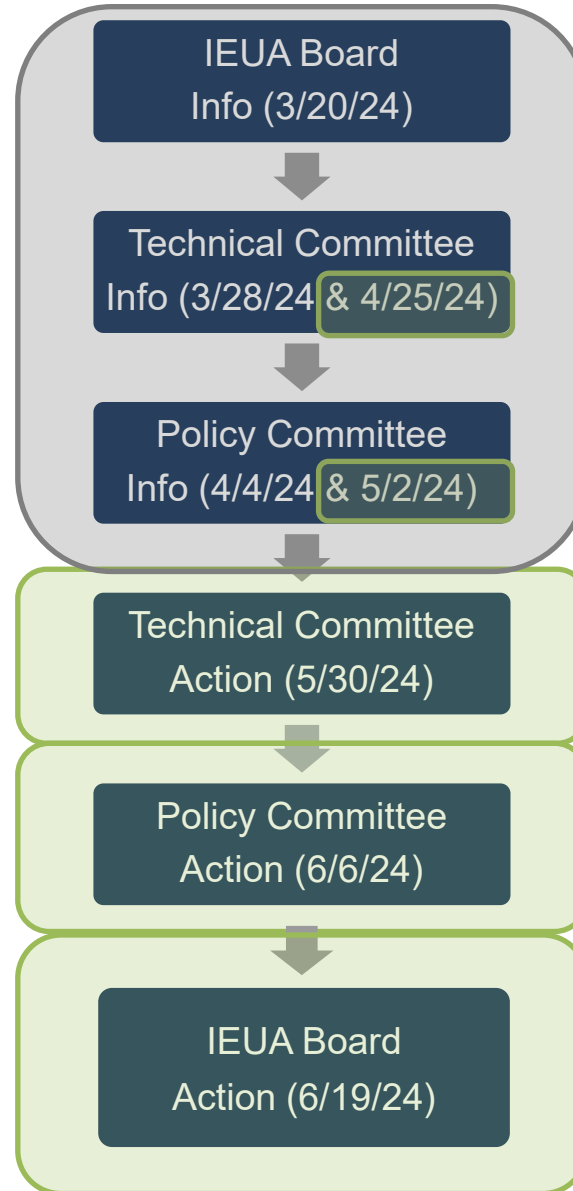 IEUA Board
Info (3/20/24)
Technical Committee
Info (3/28/24 & 4/25/24)
Policy Committee
Info (4/4/24 & 5/2/24)
Technical Committee
Action (5/30/24)
Policy Committee
Action (6/6/24)
IEUA Board
Action (6/19/24)